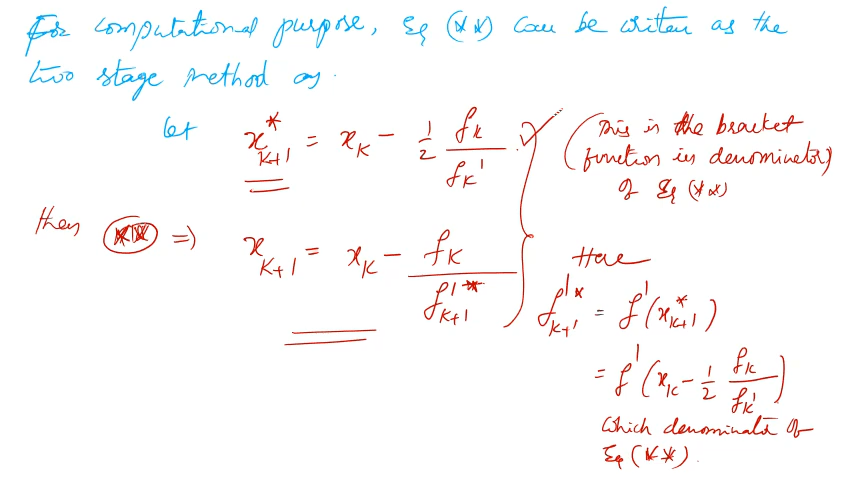 For computational purpose, Eq (**) can be written as the
two stage method as.
let x*_{k+1} = x_k - 1/2 f_k/f_k'
(This is the bracket
function in denominator)
of Eq (**)
then (**) => x_{k+1} = x_k - f_k/f'*_{k+1}
Here
f'*_{k+1} = f'(x*_{k+1})
= f'(x_k - 1/2 f_k/f_k')
which denominator of
Eq (**).